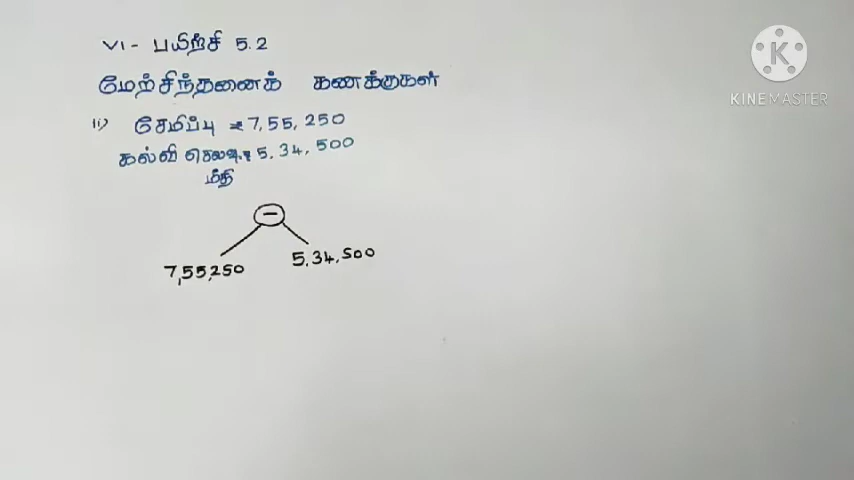 VI - பயிற்சி 5.2
மேற்சிந்தனைக் கணக்குகள்
ii) சேமிப்பு ₹ 7,55,250
கல்வி செலவு ₹ 5,34,500
மீதி
−
7,55,250 5,34,500
KINEMASTER